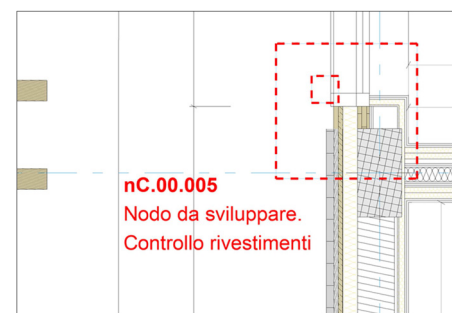 nC.00.005
Nodo da sviluppare.
Controllo rivestimenti